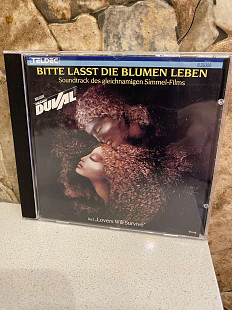 TELDEC
BITTE LASST DIE BLUMEN LEBEN
Soundtrack des gleichnamigen Simmel-Films
DUVAL
incl. „Lovers Will Survive"